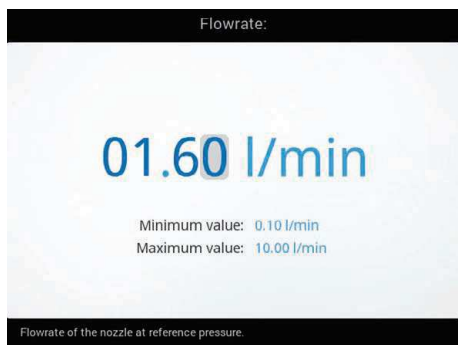 Flowrate:
01.60 l/min
Minimum value: 0.10 l/min
Maximum value: 10.00 l/min
Flowrate of the nozzle at reference pressure.